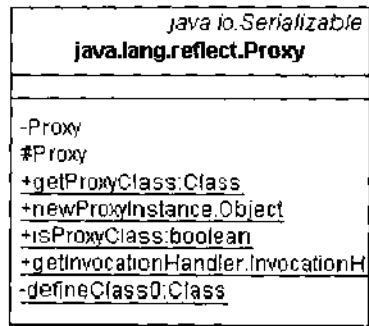 java.io.Serializable
java.lang.reflect.Proxy
-Proxy
#Proxy
+getProxyClass:Class
+newProxyInstance:Object
+isProxyClass:boolean
+getInvocationHandler:InvocationH
-defineClass0:Class